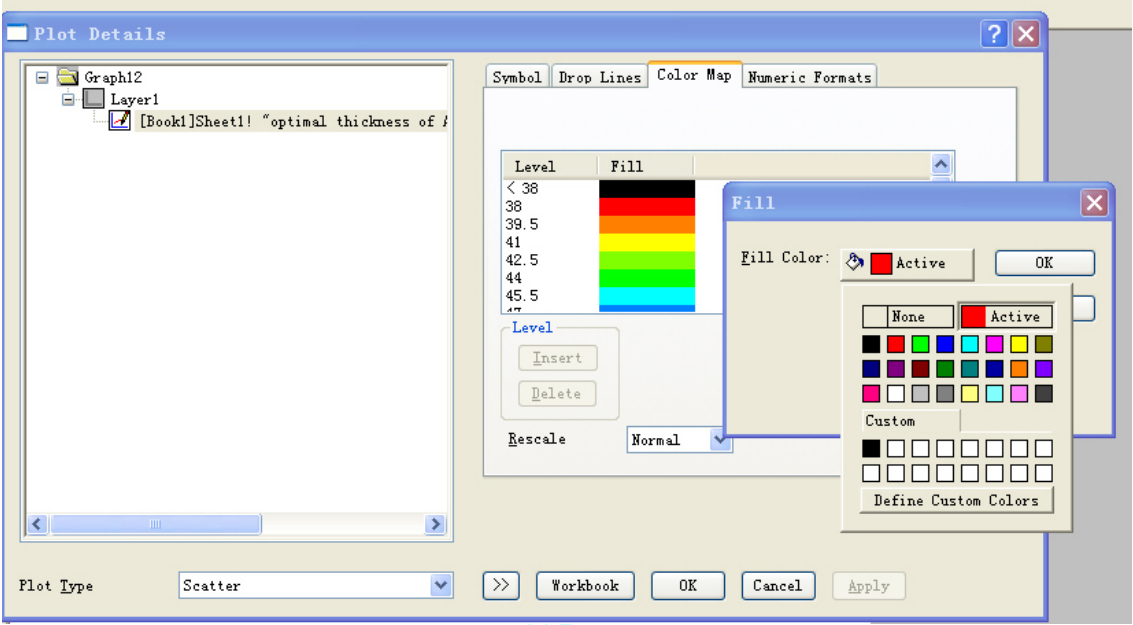 Plot Details
Graph12
Layer1
[Book1]Sheet1! "optimal thickness of
Symbol Drop Lines Color Map Numeric Formats
Level Fill
< 38
38
39.5
41
42.5
44
45.5
Level
Insert
Delete
Rescale Normal
Fill
Fill Color: Active OK
None Active
Custom
Define Custom Colors
Plot Type Scatter >> Workbook OK Cancel Apply